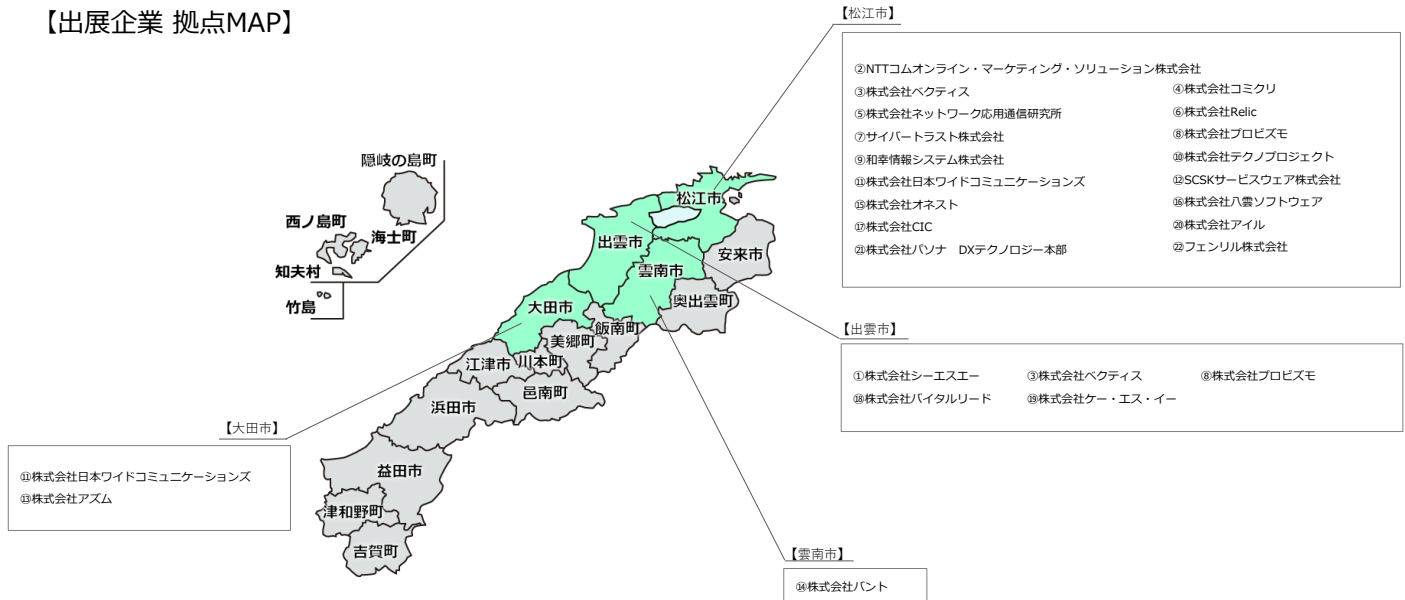 【出展企業 拠点MAP】
【松江市】
②NTTコムオンライン・マーケティング・ソリューション株式会社
③株式会社ベクティス ④株式会社コミクリ
⑤株式会社ネットワーク応用通信研究所 ⑥株式会社Relic
⑦サイバートラスト株式会社 ⑧株式会社プロビズモ
⑨和幸情報システム株式会社 ⑩株式会社テクノプロジェクト
⑪株式会社日本ワイドコミュニケーションズ ⑫SCSKサービスウェア株式会社
⑮株式会社オネスト ⑯株式会社八雲ソフトウェア
⑰株式会社CIC ⑳株式会社アイル
㉑株式会社パソナ DXテクノロジー本部 ㉒フェンリル株式会社
隠岐の島町
西ノ島町
海士町
知夫村
竹島
松江市
出雲市
安来市
雲南市
奥出雲町
大田市
飯南町
美郷町
江津市
川本町
邑南町
浜田市
益田市
津和野町
吉賀町
【出雲市】
①株式会社シーエスエー ③株式会社ベクティス ⑧株式会社プロビズモ
⑱株式会社バイタルリード ⑲株式会社ケー・エス・イー
【大田市】
⑪株式会社日本ワイドコミュニケーションズ
⑬株式会社アズム
【雲南市】
⑭株式会社バント